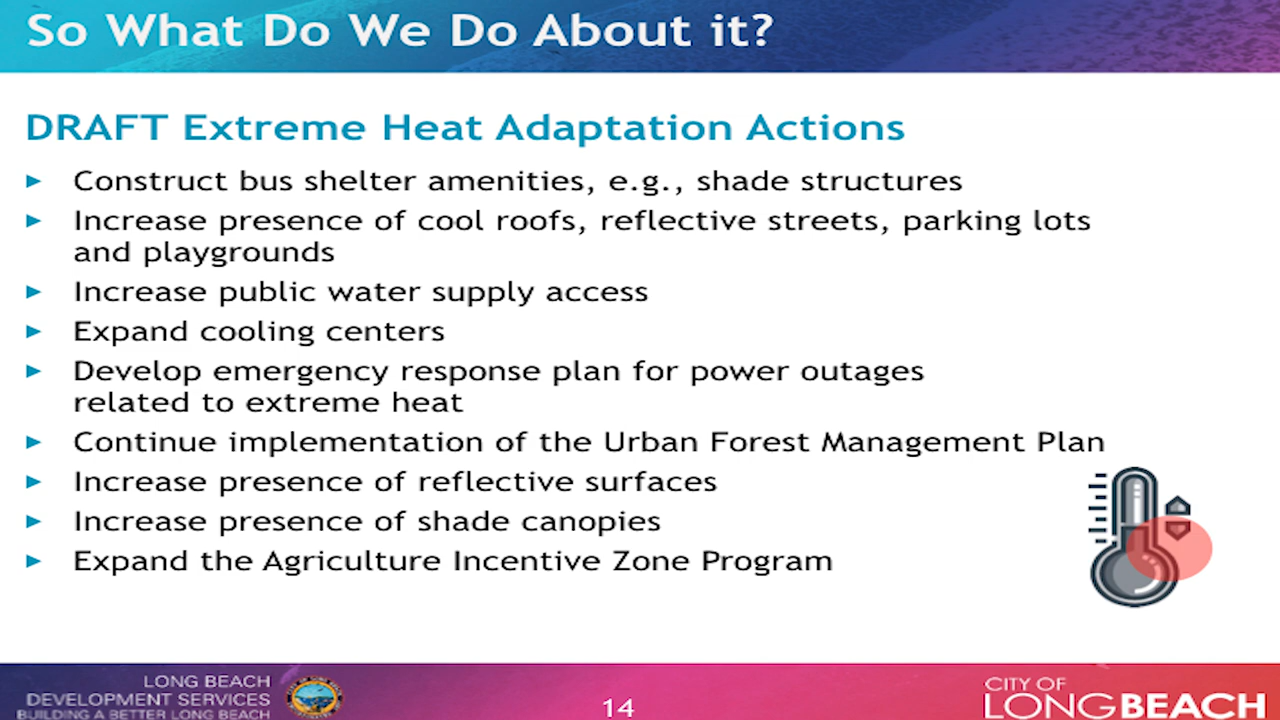 So What Do We Do About it?
DRAFT Extreme Heat Adaptation Actions
Construct bus shelter amenities, e.g., shade structures
Increase presence of cool roofs, reflective streets, parking lots
and playgrounds
Increase public water supply access
Expand cooling centers
Develop emergency response plan for power outages
related to extreme heat
Continue implementation of the Urban Forest Management Plan
Increase presence of reflective surfaces
Increase presence of shade canopies
Expand the Agriculture Incentive Zone Program
LONG BEACH
DEVELOPMENT SERVICES
BUILDING A BETTER LONG BEACH
14
CITY OF
LONGBEACH